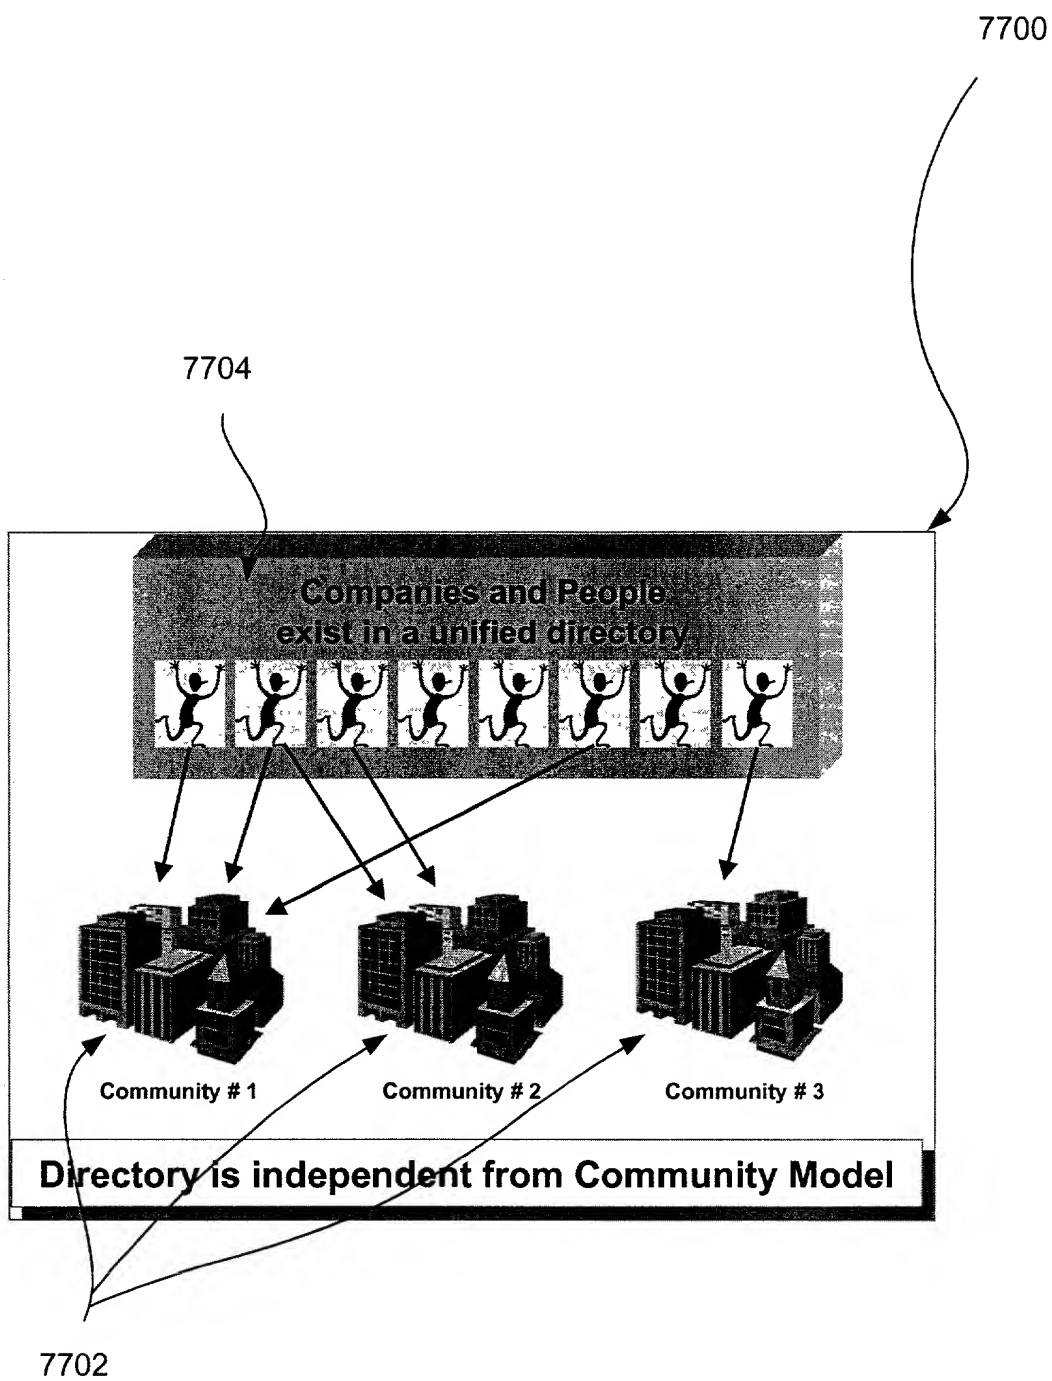 7700
7704
Companies and People
exist in a unified directory
Community # 1
Community # 2
Community # 3
Directory is independent from Community Model
7702